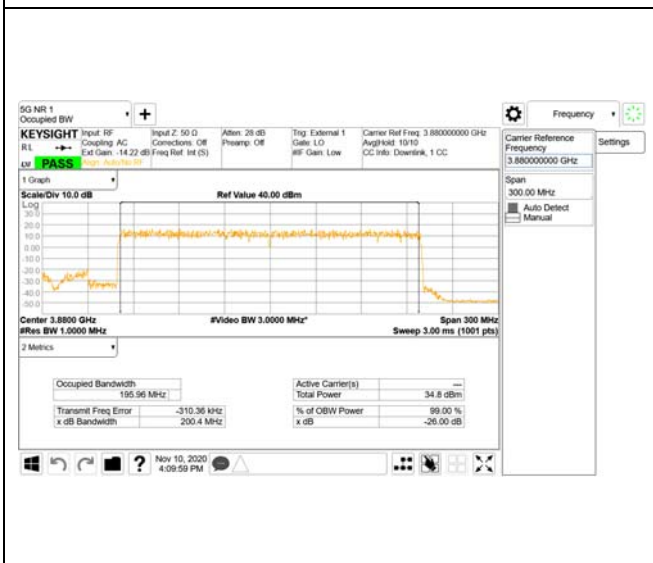 5G NR 1
Occupied BW
Frequency
KEYSIGHT
RL
PASS
Input: RF
Coupling: AC
Ext Gain: -14.22 dB
Align: Auto/No RF
Input Z: 50 Ω
Corrections: Off
Freq Ref: Int (S)
Atten: 28 dB
Preamp: Off
Trig: External 1
Gate: LO
#IF Gain: Low
Carrier Ref Freq: 3.880000000 GHz
Avg|Hold: 10/10
CC Info: Downlink, 1 CC
Carrier Reference
Frequency
3.880000000 GHz
Settings
Span
300.00 MHz
Auto Detect
Manual
1 Graph
Scale/Div 10.0 dB
Ref Value 40.00 dBm
Log
30.0
20.0
10.0
0.00
-10.0
-20.0
-30.0
-40.0
-50.0
Center 3.8800 GHz
#Video BW 3.0000 MHz*
Span 300 MHz
#Res BW 1.0000 MHz
Sweep 3.00 ms (1001 pts)
2 Metrics
Occupied Bandwidth
195.96 MHz
Transmit Freq Error -310.36 kHz
x dB Bandwidth 200.4 MHz
Active Carrier(s) ---
Total Power 34.8 dBm
% of OBW Power 99.00 %
x dB -26.00 dB
Nov 10, 2020
4:09:59 PM